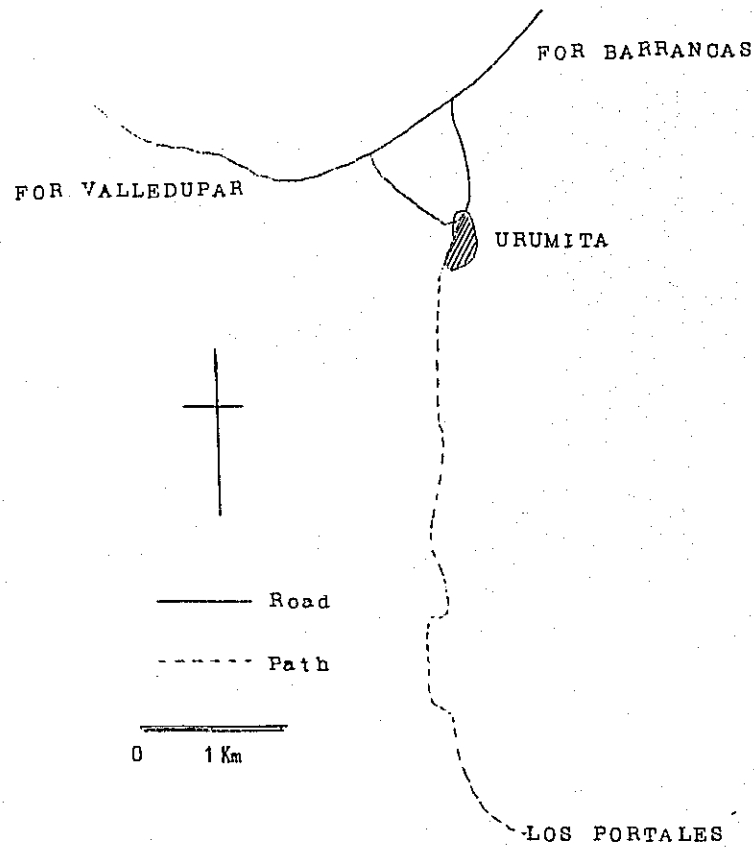 FOR BARRANCAS
FOR VALLEDUPAR
URUMITA
Road
Path
0 1 Km
LOS PORTALES